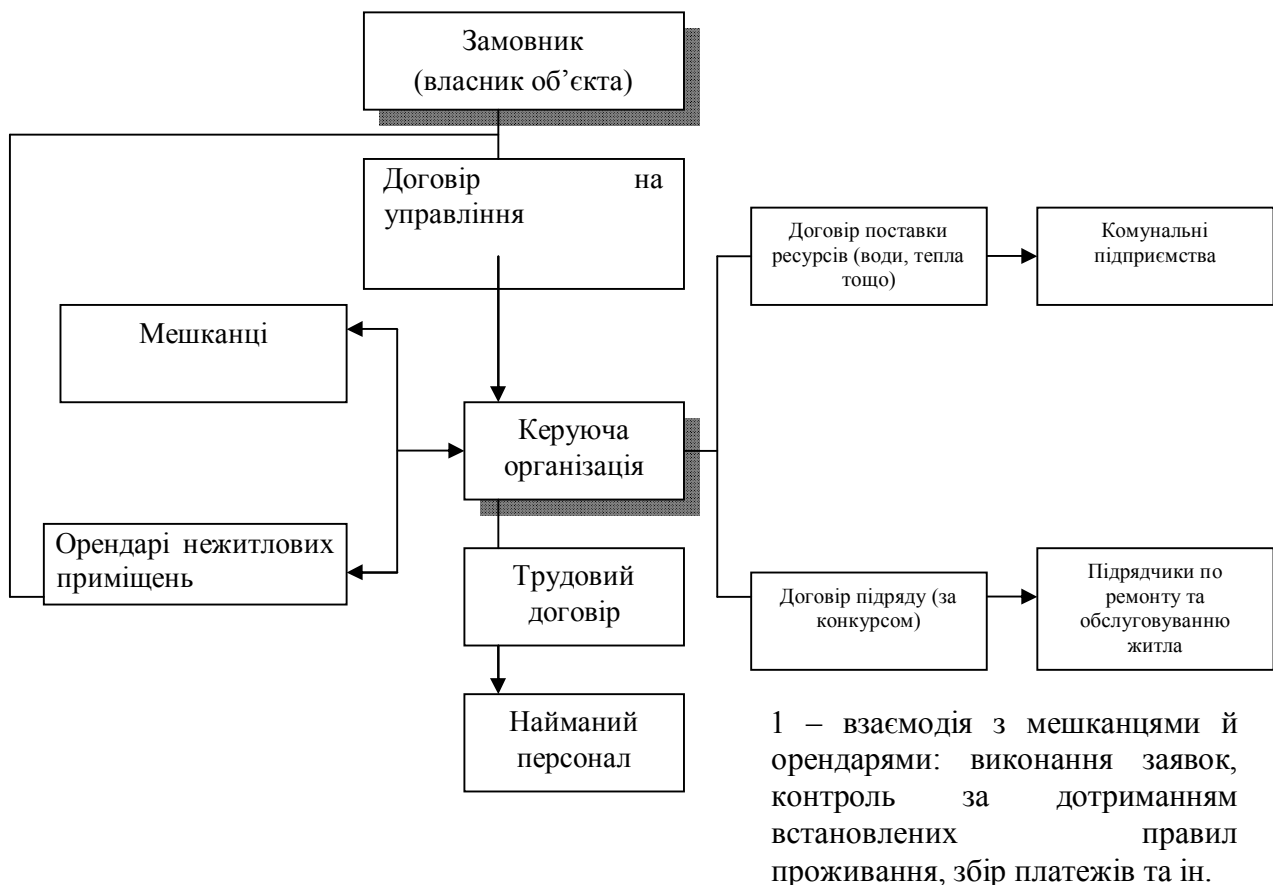 Замовник
(власник об’єкта)
Договір на
управління
Договір поставки
ресурсів (води, тепла
тощо)
Комунальні
підприємства
Мешканці
Керуюча
організація
Орендарі нежитлових
приміщень
Трудовий
договір
Договір підряду (за
конкурсом)
Підрядчики по
ремонту та
обслуговуванню
житла
Найманий
персонал
1 – взаємодія з мешканцями й
орендарями: виконання заявок,
контроль за дотриманням
встановлених правил
проживання, збір платежів та ін.